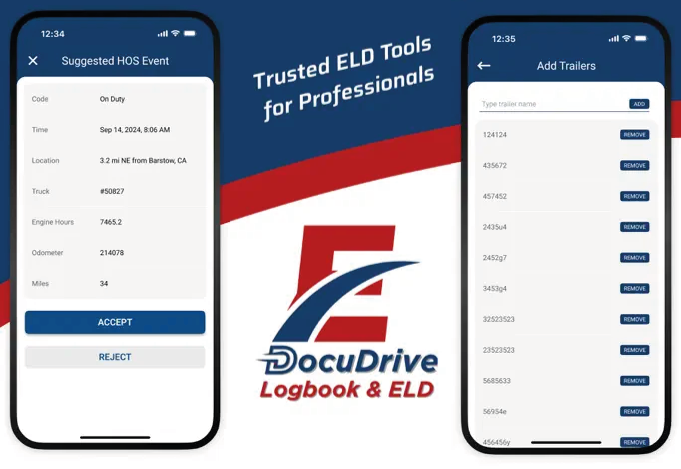 12:34
Suggested HOS Event
Code On Duty
Time Sep 14, 2024, 8:06 AM
Location 3.2 mi NE from Barstow, CA
Truck #50827
Engine Hours 7465.2
Odometer 214078
Miles 34
ACCEPT
REJECT
Trusted ELD Tools
for Professionals
E
DocuDrive
Logbook & ELD
12:35
Add Trailers
Type trailer name ADD
124124 REMOVE
435672 REMOVE
457452 REMOVE
2435u4 REMOVE
2452g7 REMOVE
3453g4 REMOVE
32523523 REMOVE
23523523 REMOVE
5685633 REMOVE
56934e REMOVE
456456y REMOVE